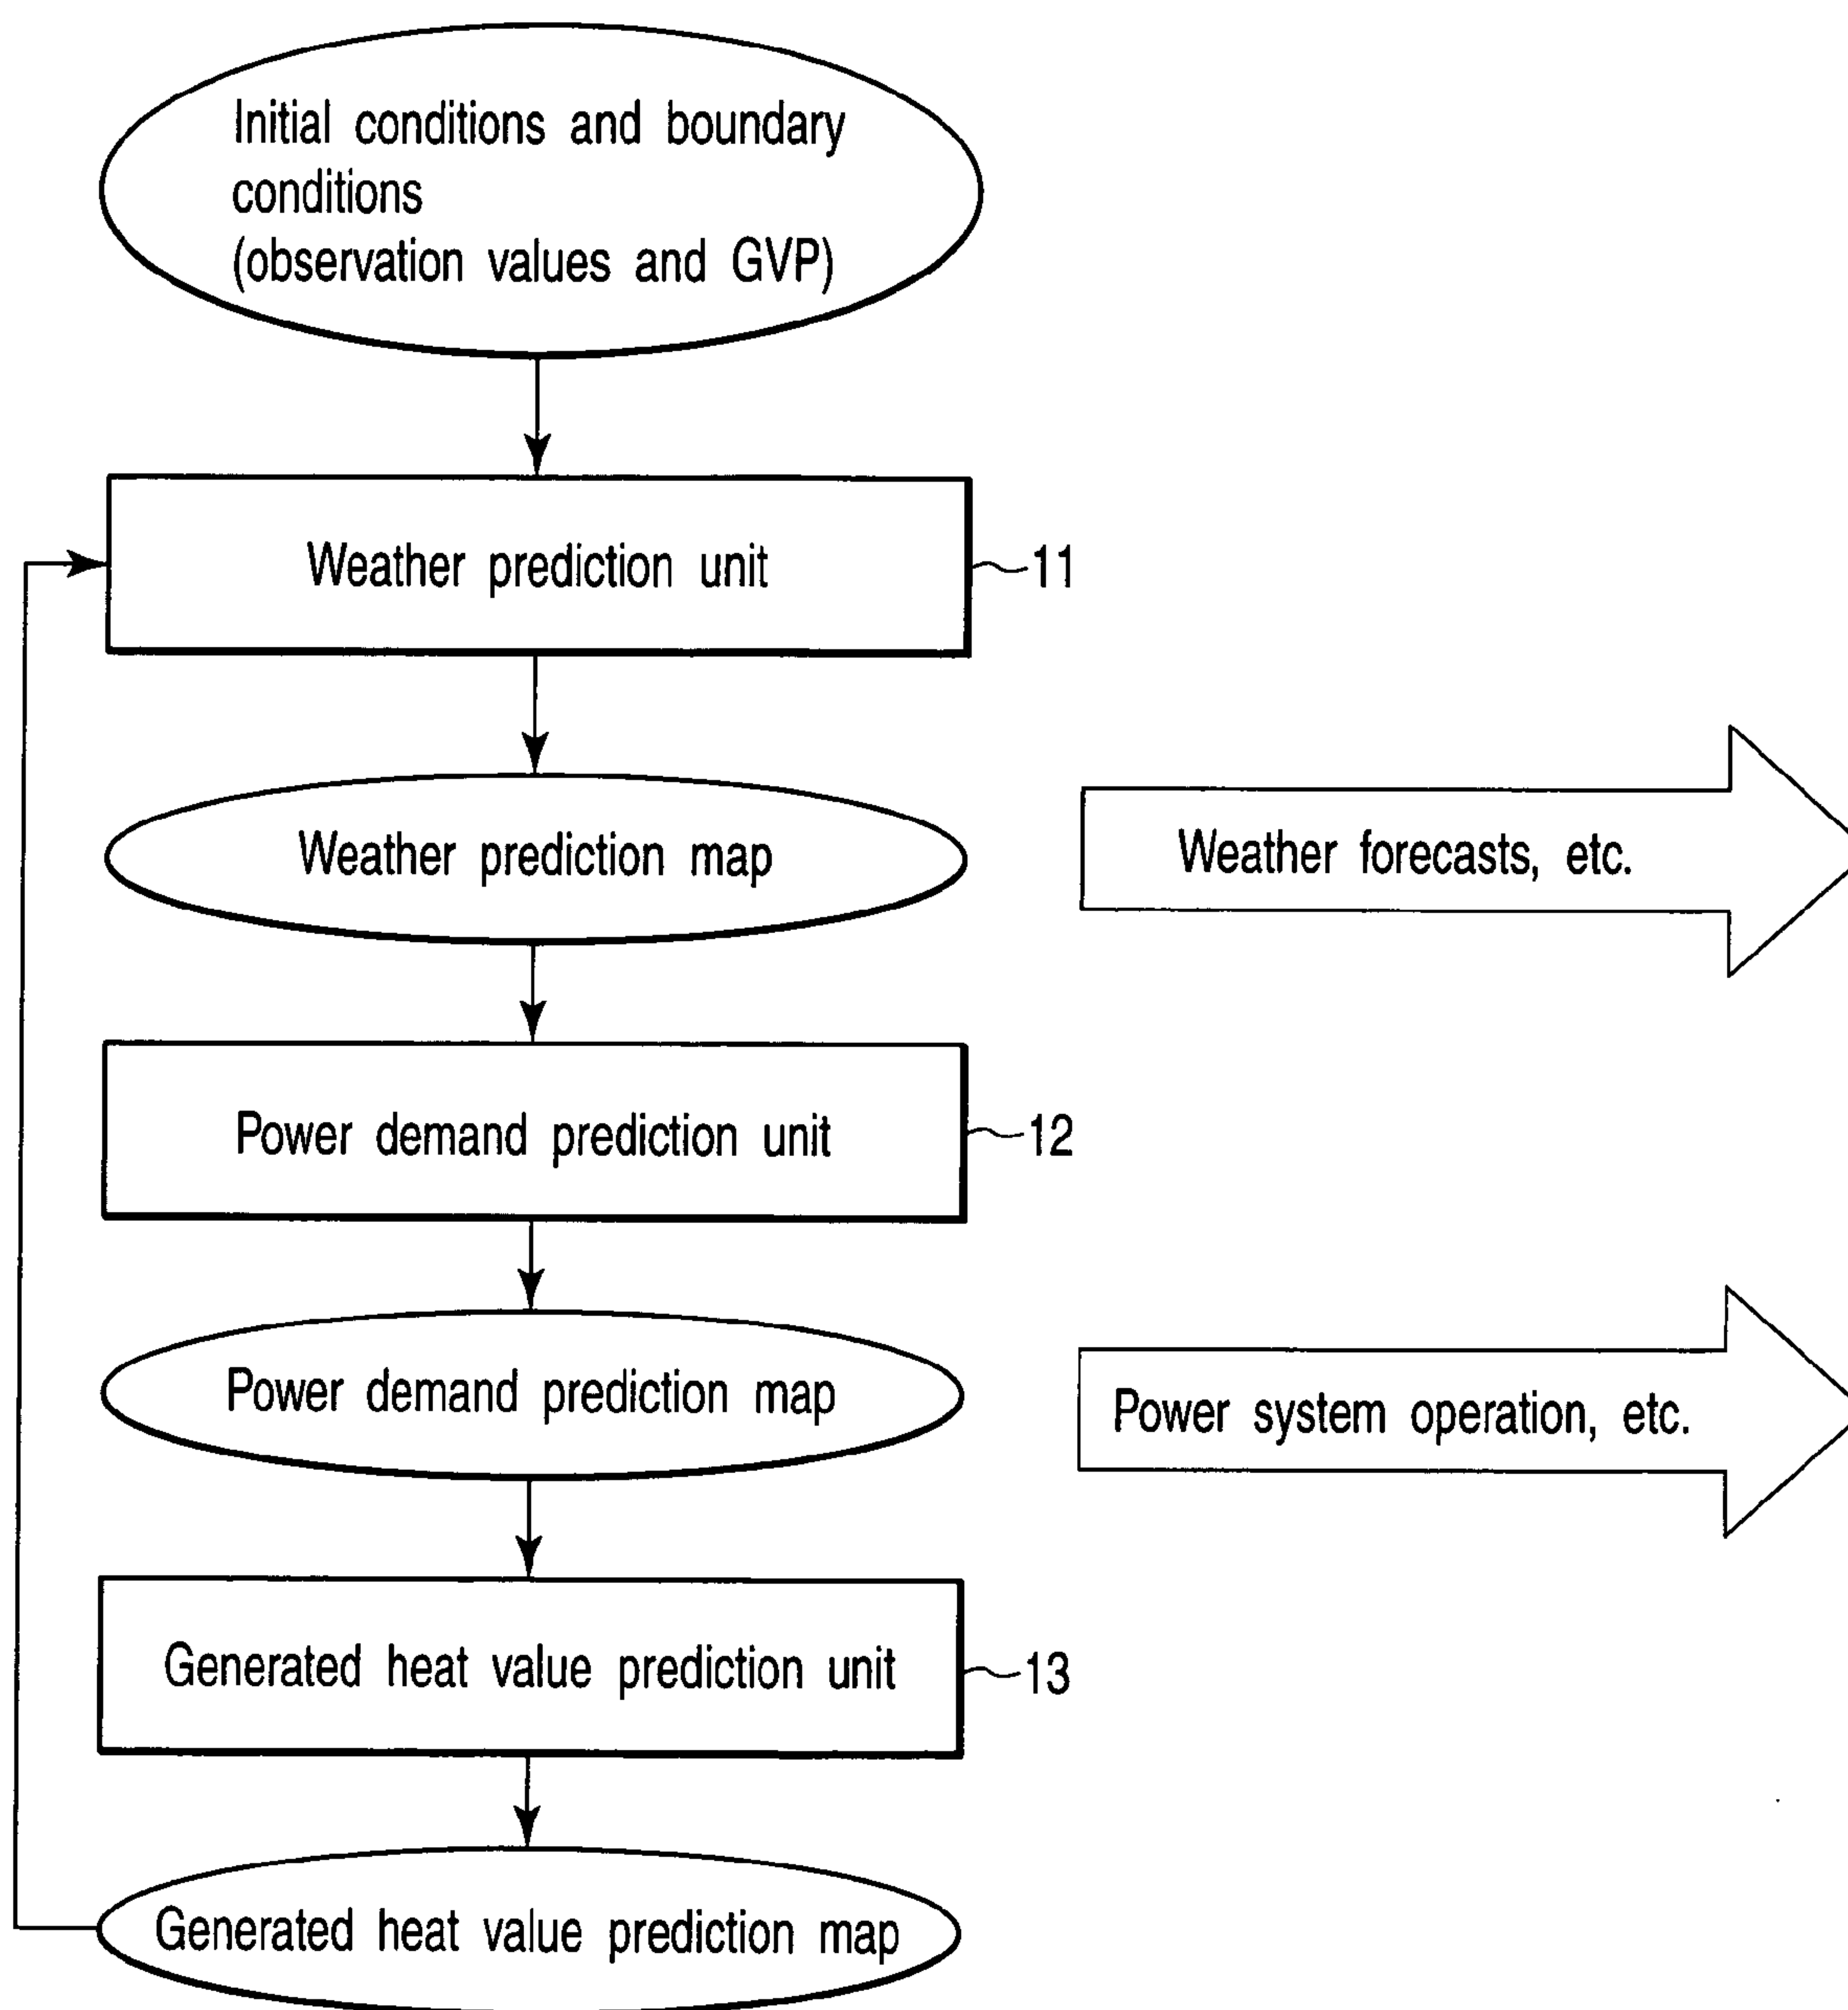 Initial conditions and boundary
conditions
(observation values and GVP)
Weather prediction unit
11
Weather prediction map
Weather forecasts, etc.
Power demand prediction unit
12
Power demand prediction map
Power system operation, etc.
Generated heat value prediction unit
13
Generated heat value prediction map